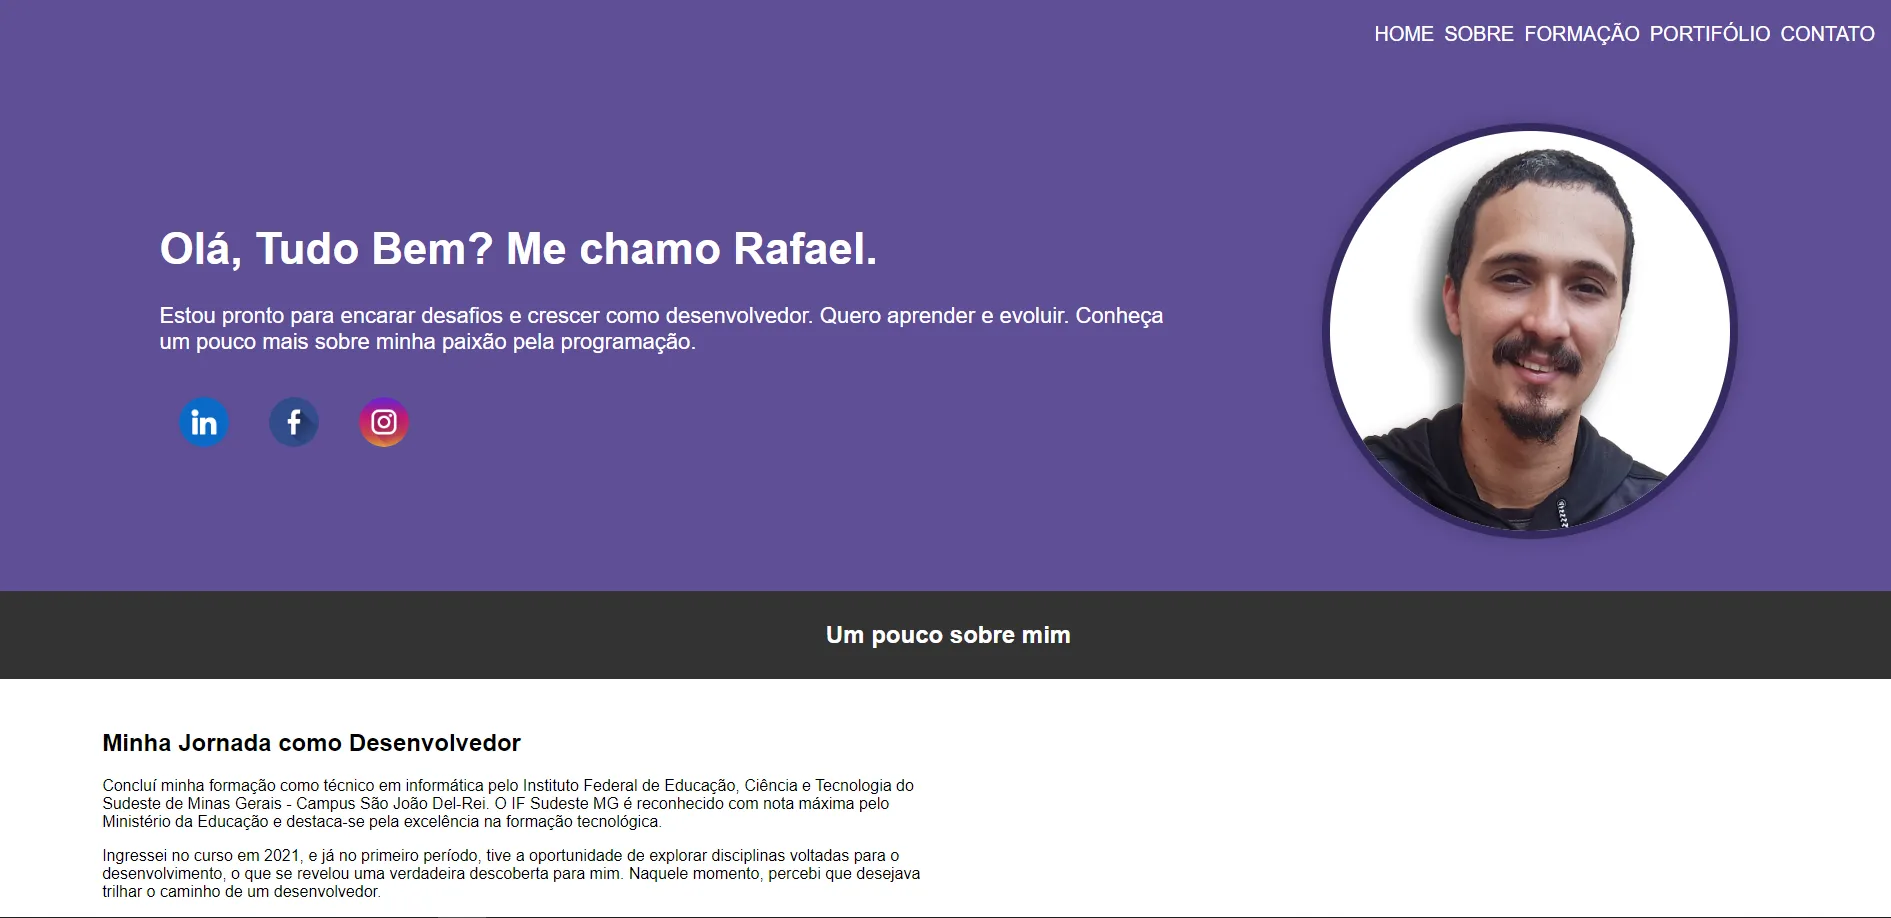 HOME SOBRE FORMAÇÃO PORTIFÓLIO CONTATO
Olá, Tudo Bem? Me chamo Rafael.
Estou pronto para encarar desafios e crescer como desenvolvedor. Quero aprender e evoluir. Conheça
um pouco mais sobre minha paixão pela programação.
in f
Um pouco sobre mim
Minha Jornada como Desenvolvedor
Concluí minha formação como técnico em informática pelo Instituto Federal de Educação, Ciência e Tecnologia do
Sudeste de Minas Gerais - Campus São João Del-Rei. O IF Sudeste MG é reconhecido com nota máxima pelo
Ministério da Educação e destaca-se pela excelência na formação tecnológica.
Ingressei no curso em 2021, e já no primeiro período, tive a oportunidade de explorar disciplinas voltadas para o
desenvolvimento, o que se revelou uma verdadeira descoberta para mim. Naquele momento, percebi que desejava
trilhar o caminho de um desenvolvedor.